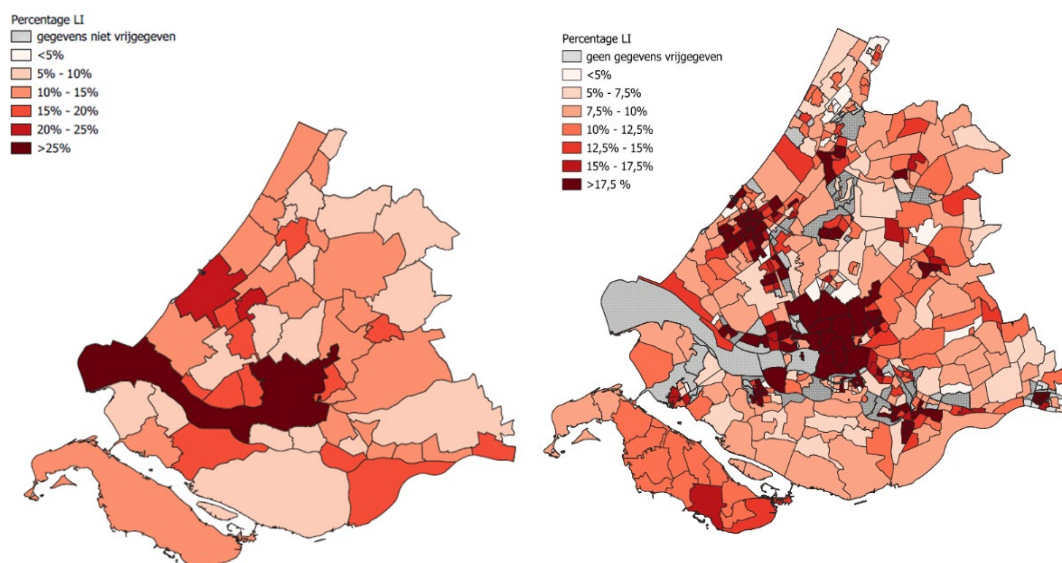 Percentage LI
gegevens niet vrijgegeven
<5%
5% - 10%
10% - 15%
15% - 20%
20% - 25%
>25%
Percentage LI
geen gegevens vrijgegeven
<5%
5% - 7,5%
7,5% - 10%
10% - 12,5%
12,5% - 15%
15% - 17,5%
>17,5 %